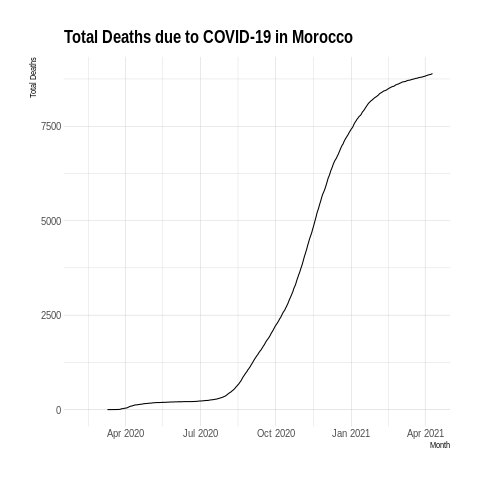 Total Deaths due to COVID-19 in Morocco
Total Deaths
7500
5000
2500
0
Apr 2020 Jul 2020 Oct 2020 Jan 2021 Apr 2021
Month